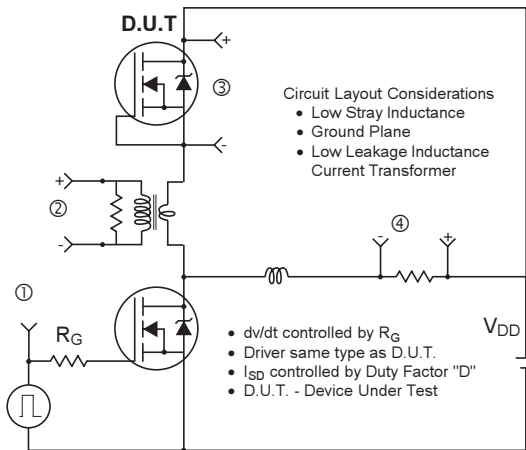 D.U.T
+
③
-
Circuit Layout Considerations
• Low Stray Inductance
• Ground Plane
• Low Leakage Inductance
Current Transformer
+
②
-
④
- +
①
RG
VDD
• dv/dt controlled by RG
• Driver same type as D.U.T.
• ISD controlled by Duty Factor "D"
• D.U.T. - Device Under Test